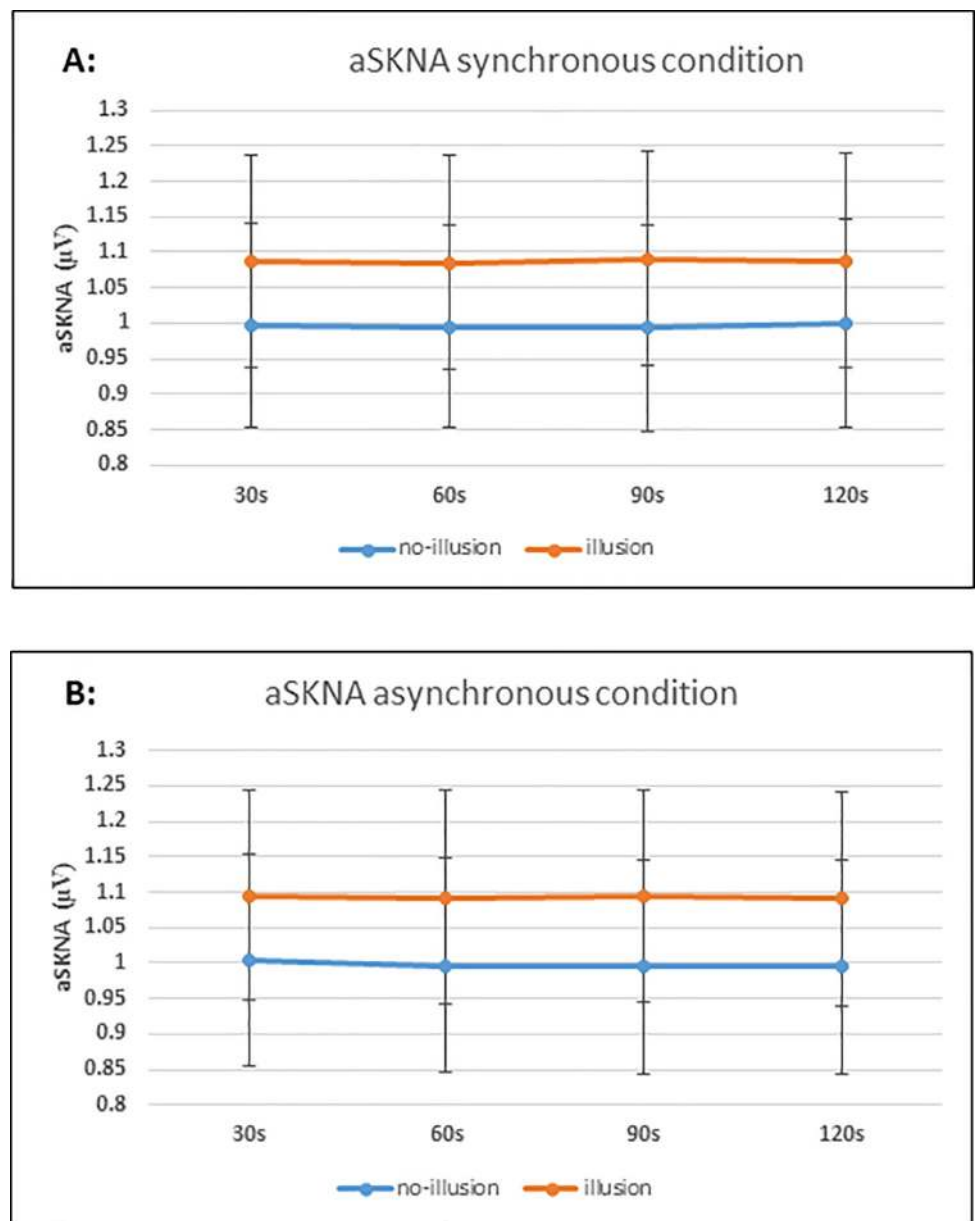 A: aSKNA synchronous condition
1.3
1.25
1.2
1.15
1.1
1.05
1
0.95
0.9
0.85
0.8
aSKNA (µV)
30s 60s 90s 120s
no-illusion illusion
B: aSKNA asynchronous condition
1.3
1.25
1.2
1.15
1.1
1.05
1
0.95
0.9
0.85
0.8
aSKNA (µV)
30s 60s 90s 120s
no-illusion illusion